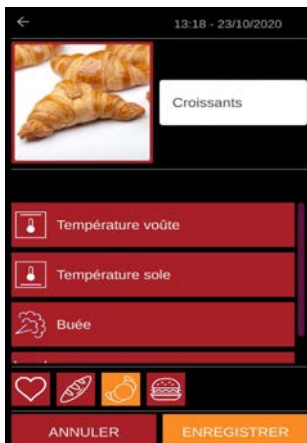 13:18 - 23/10/2020
Croissants
Température voûte
Température sole
Buée
ANNULER
ENREGISTRER